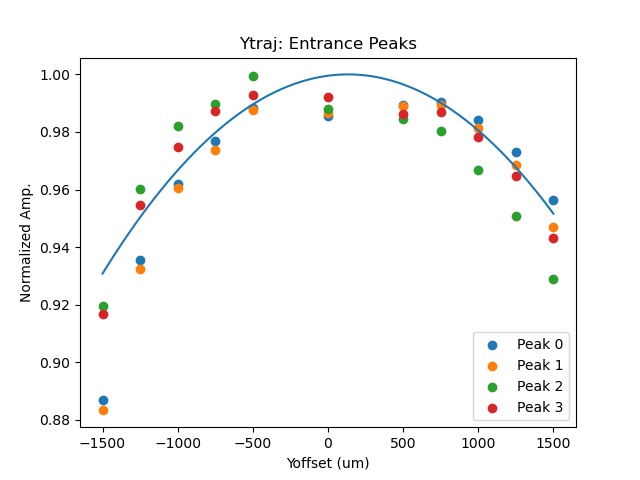 Ytraj: Entrance Peaks
Normalized Amp.
1.00
0.98
0.96
0.94
0.92
0.90
0.88
Peak 0
Peak 1
Peak 2
Peak 3
−1500 −1000 −500 0 500 1000 1500
Yoffset (um)